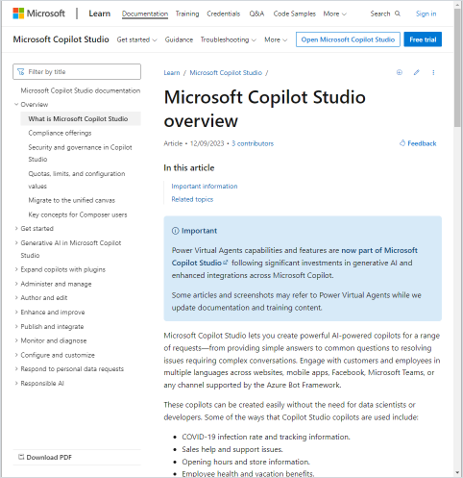 Microsoft Learn Documentation Training Credentials Q&A Code Samples More Search Sign in
Microsoft Copilot Studio Get started Guidance Troubleshooting More Open Microsoft Copilot Studio Free trial
Filter by title
Microsoft Copilot Studio documentation
Overview
What is Microsoft Copilot Studio
Compliance offerings
Security and governance in Copilot
Studio
Quotas, limits, and configuration
values
Migrate to the unified canvas
Key concepts for Composer users
Get started
Generative AI in Microsoft Copilot
Studio
Expand copilots with plugins
Administer and manage
Author and edit
Enhance and improve
Publish and integrate
Monitor and diagnose
Configure and customize
Respond to personal data requests
Responsible AI
Download PDF
Learn / Microsoft Copilot Studio /
Microsoft Copilot Studio
overview
Article • 12/09/2023 • 3 contributors
Feedback
In this article
Important information
Related topics
Important
Power Virtual Agents capabilities and features are now part of Microsoft
Copilot Studio following significant investments in generative AI and
enhanced integrations across Microsoft Copilot.
Some articles and screenshots may refer to Power Virtual Agents while we
update documentation and training content.
Microsoft Copilot Studio lets you create powerful AI-powered copilots for a range
of requests—from providing simple answers to common questions to resolving
issues requiring complex conversations. Engage with customers and employees in
multiple languages across websites, mobile apps, Facebook, Microsoft Teams, or
any channel supported by the Azure Bot Framework.
These copilots can be created easily without the need for data scientists or
developers. Some of the ways that Copilot Studio copilots are used include:
• COVID-19 infection rate and tracking information.
• Sales help and support issues.
• Opening hours and store information.
• Employee health and vacation benefits.